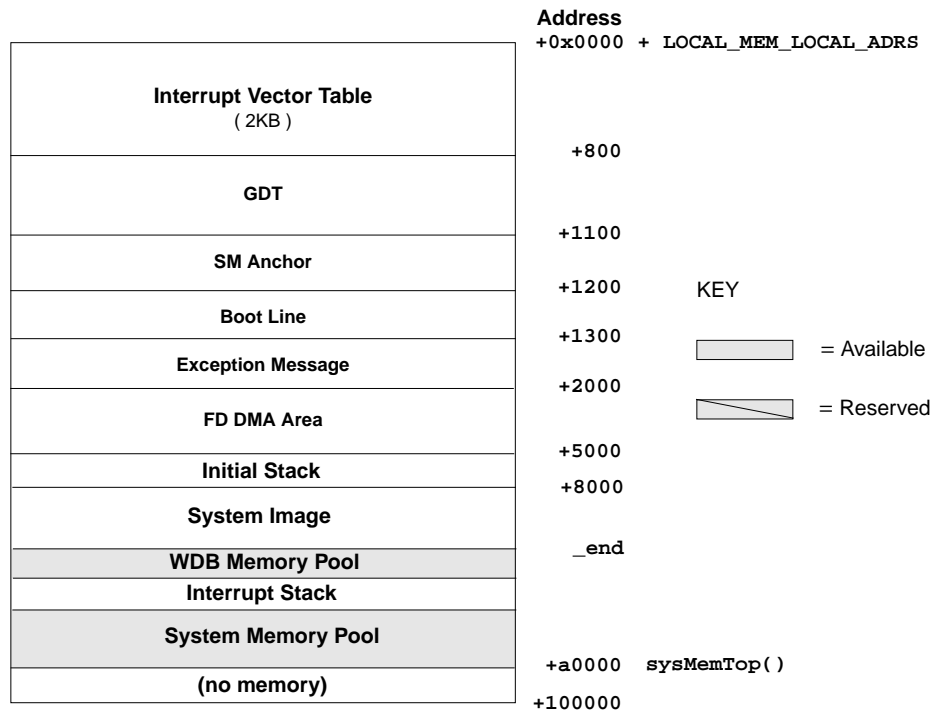 Address
+0x0000 + LOCAL_MEM_LOCAL_ADRS
Interrupt Vector Table
( 2KB )
+800
GDT
+1100
SM Anchor
+1200
KEY
Boot Line
+1300
= Available
Exception Message
+2000
= Reserved
FD DMA Area
+5000
Initial Stack
+8000
System Image
_end
WDB Memory Pool
Interrupt Stack
System Memory Pool
+a0000 sysMemTop()
(no memory)
+100000